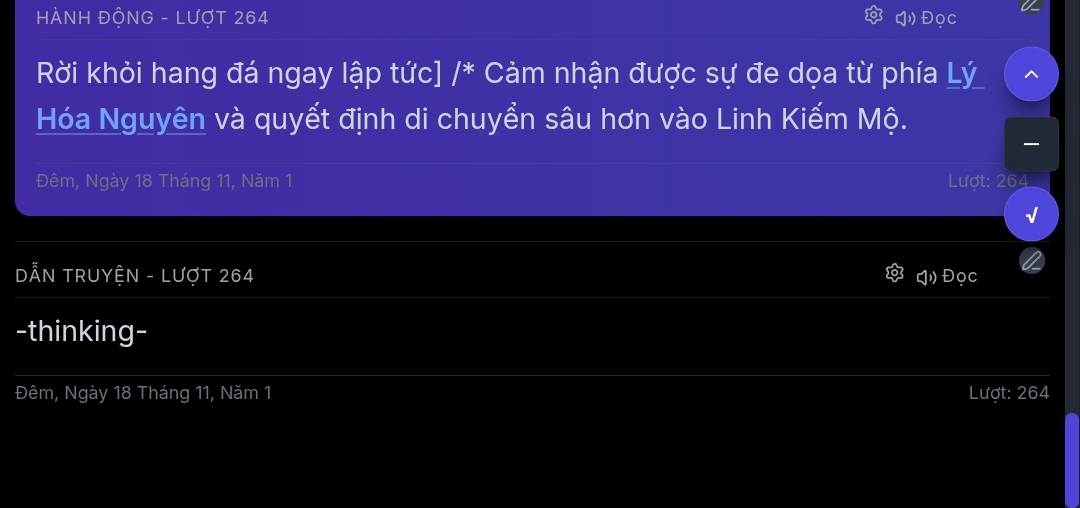 HÀNH ĐỘNG - LƯỢT 264
Đọc
Rời khỏi hang đá ngay lập tức] /* Cảm nhận được sự đe dọa từ phía Lý
Hóa Nguyên và quyết định di chuyển sâu hơn vào Linh Kiếm Mộ.
Đêm, Ngày 18 Tháng 11, Năm 1
Lượt: 264
DẪN TRUYỆN - LƯỢT 264
Đọc
-thinking-
Đêm, Ngày 18 Tháng 11, Năm 1
Lượt: 264